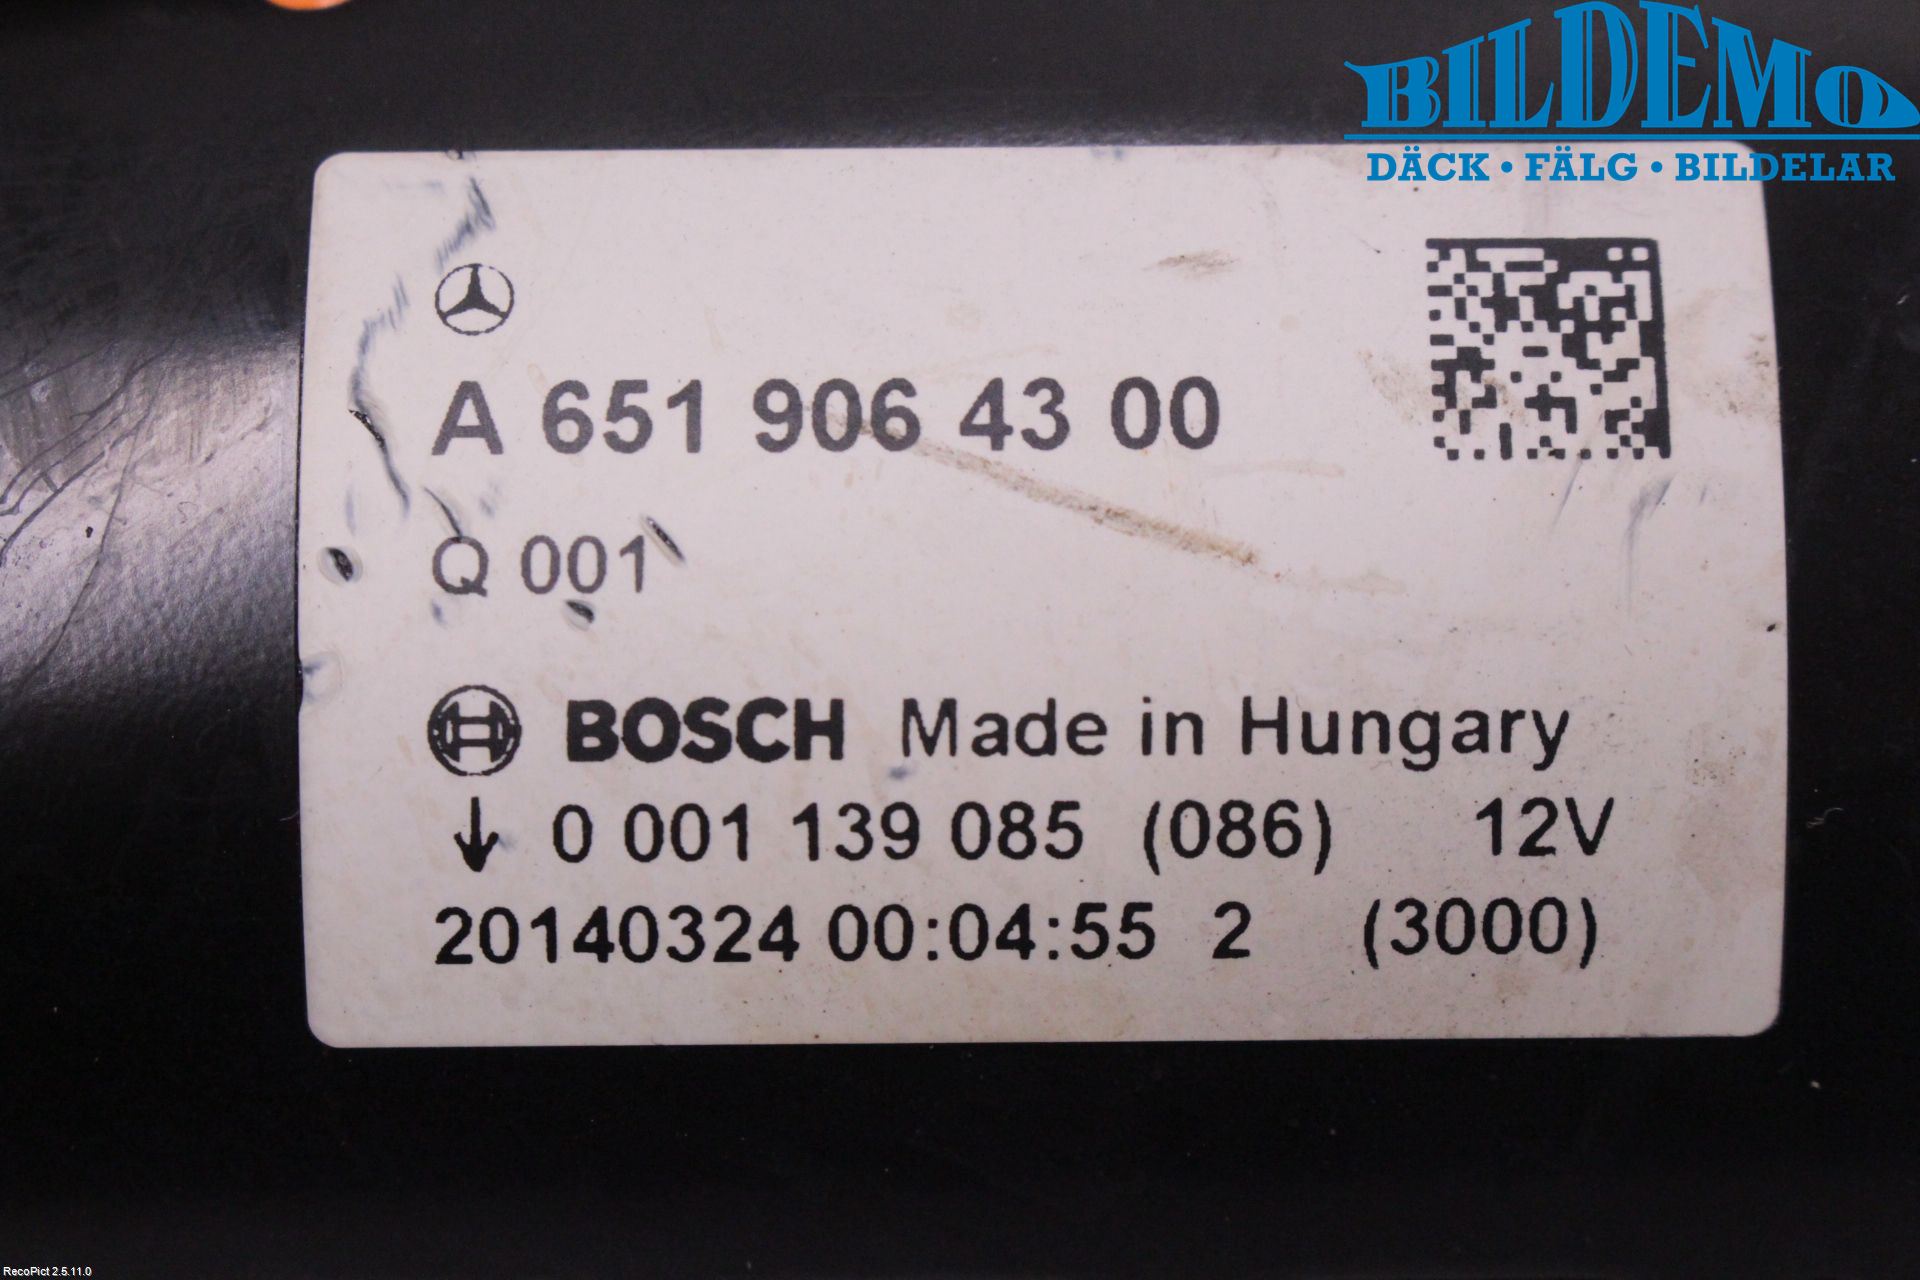 BILDEMO
DÄCK • FÄLG • BILDELAR
A 651 906 43 00
Q 001
BOSCH Made in Hungary
↓ 0 001 139 085 (086) 12V
20140324 00:04:55 2 (3000)
RecoPict 2.5.11.0